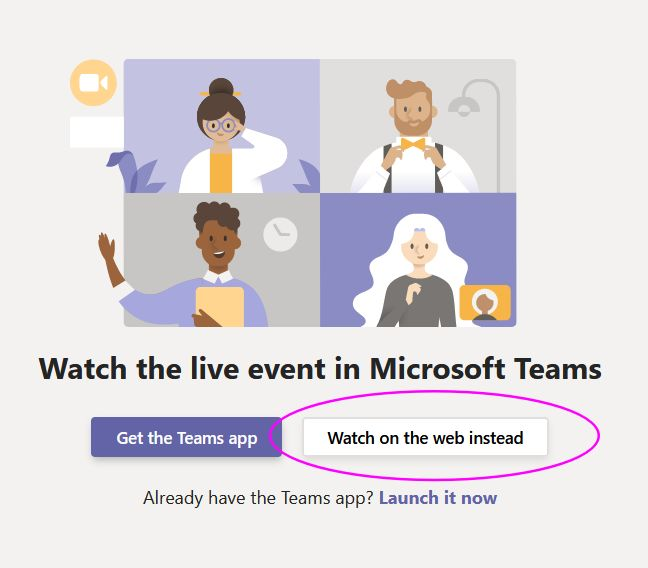 Watch the live event in Microsoft Teams
Get the Teams app
Watch on the web instead
Already have the Teams app? Launch it now